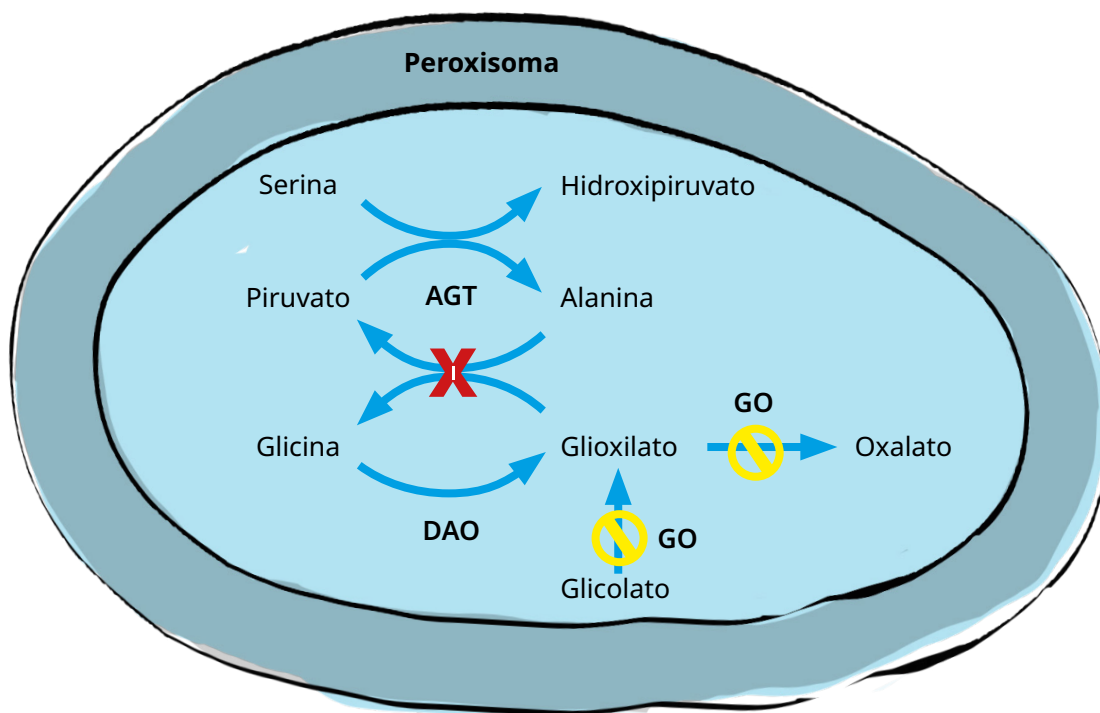 Peroxisoma
Serina
Hidroxipiruvato
Piruvato
AGT
Alanina
X
GO
Glicina
Glioxilato
Oxalato
DAO
GO
Glicolato